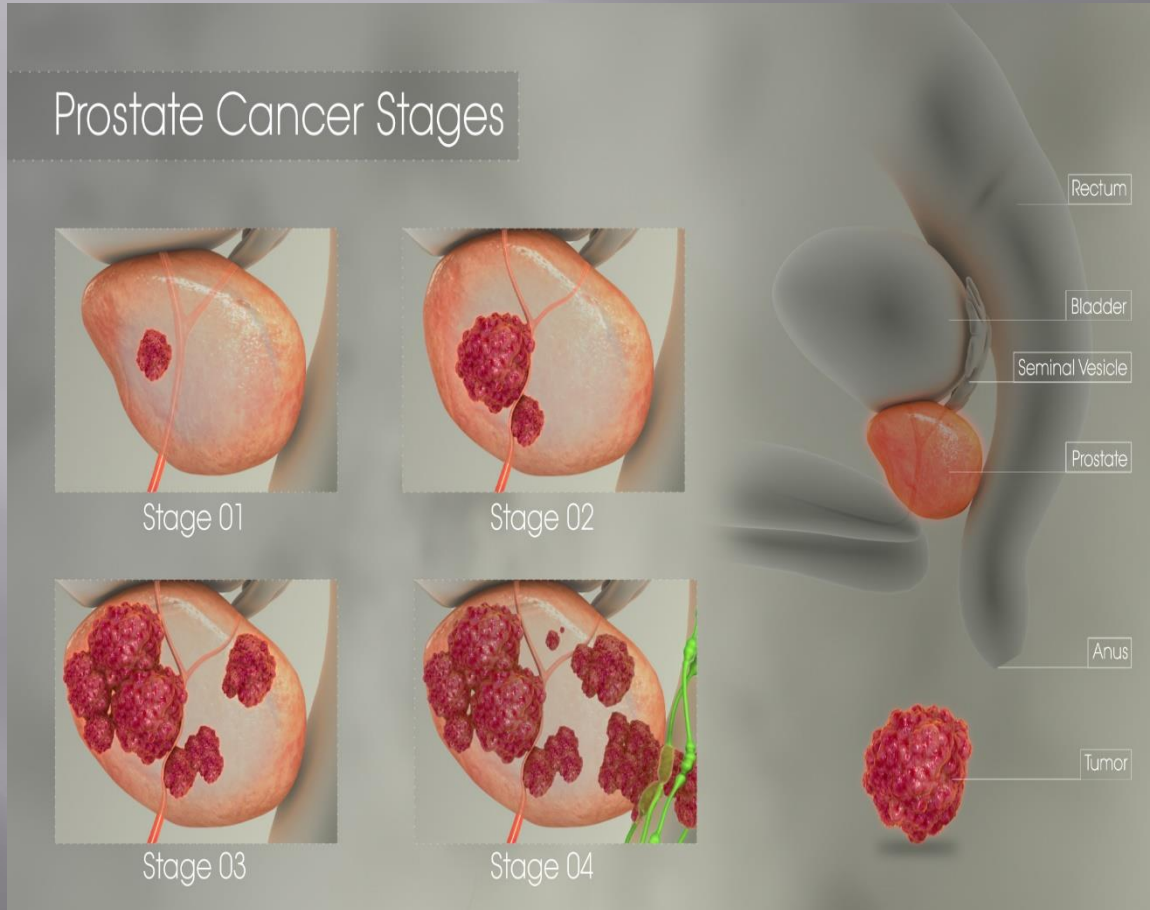 Prostate Cancer Stages
Stage 01
Stage 02
Stage 03
Stage 04
Rectum
Bladder
Seminal Vesicle
Prostate
Anus
Tumor